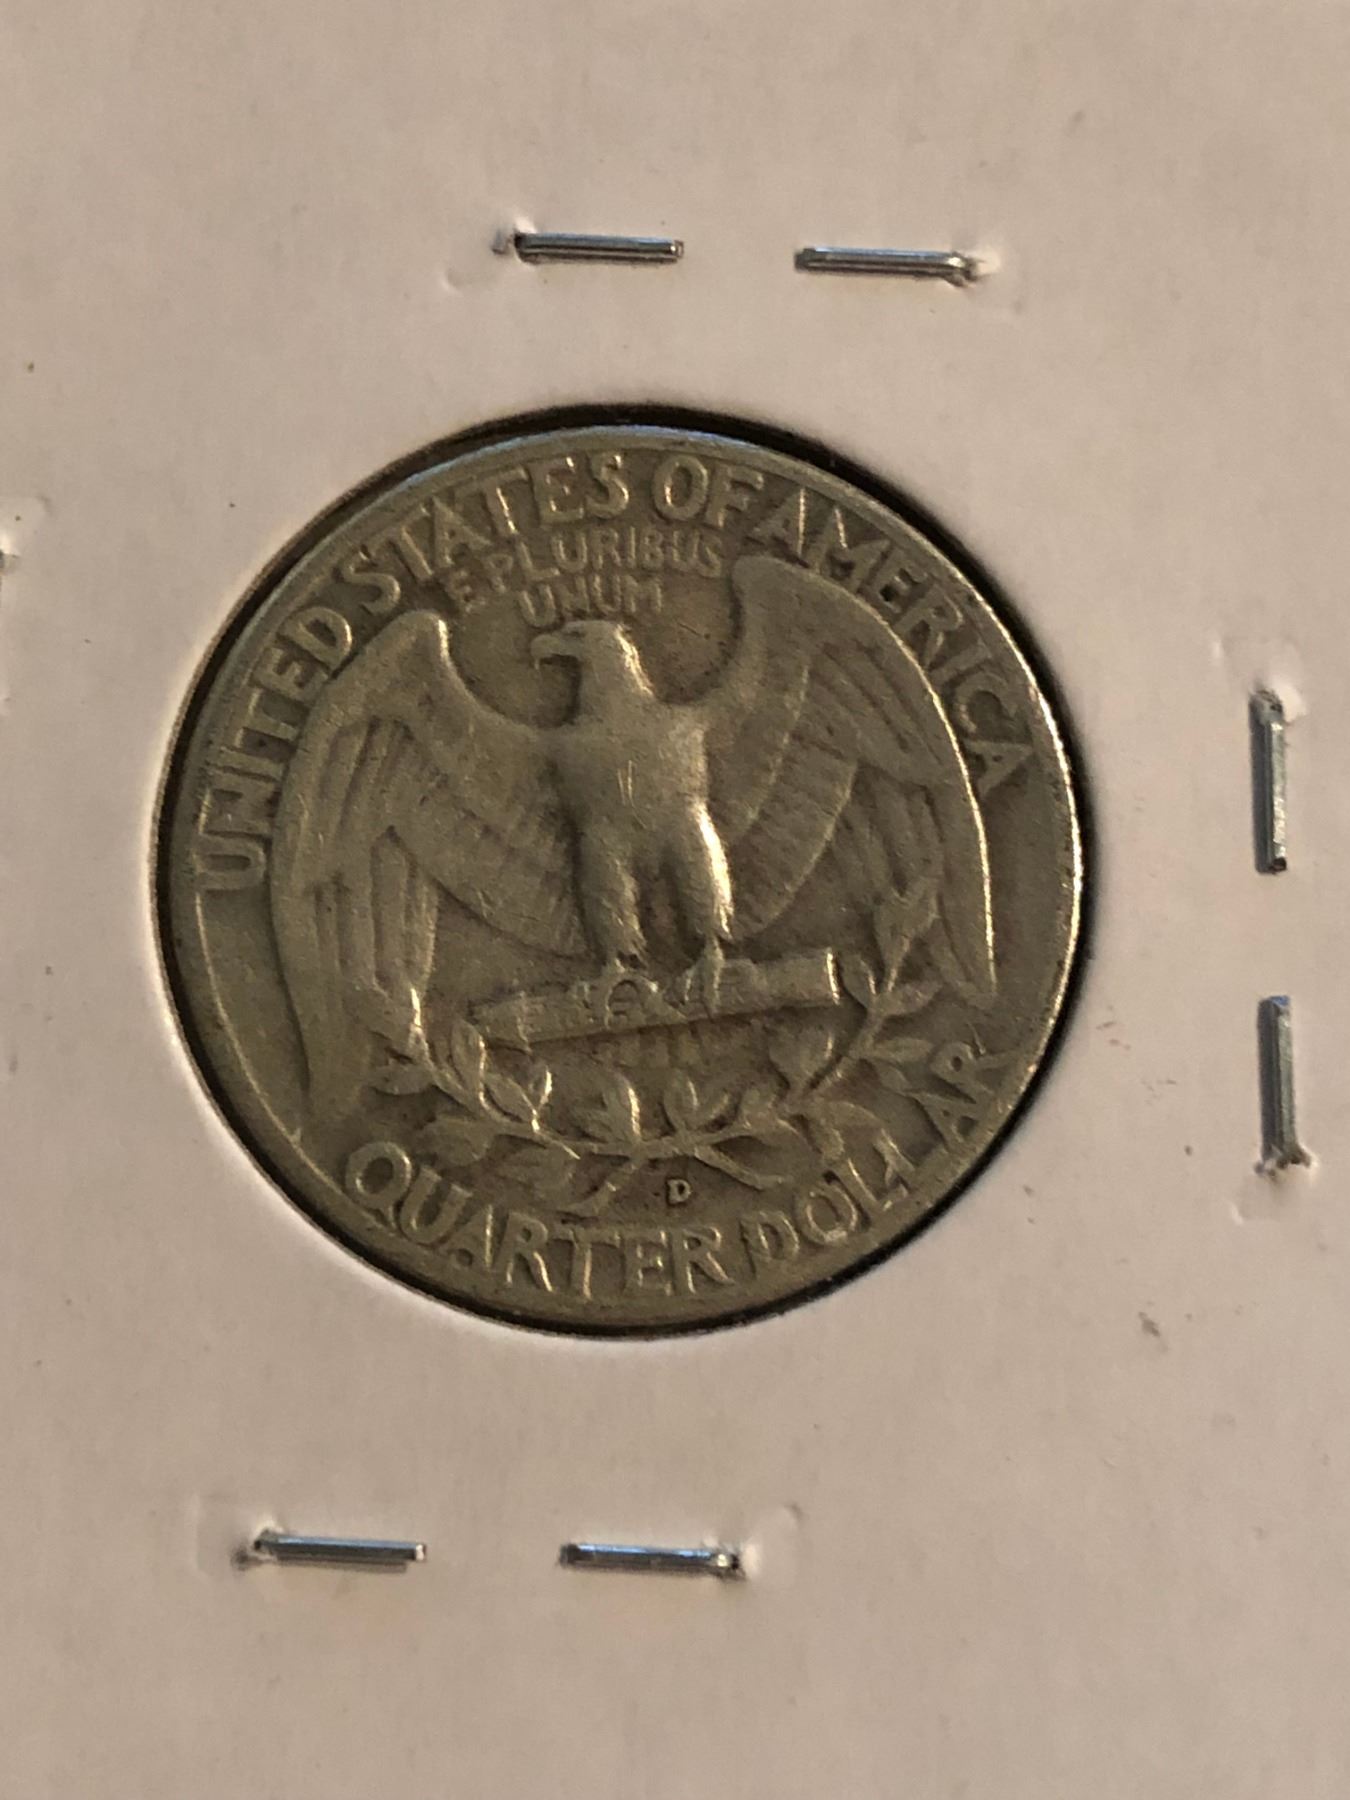 UNITED STATES OF AMERICA
E PLURIBUS
UNUM
D
QUARTER DOLLAR